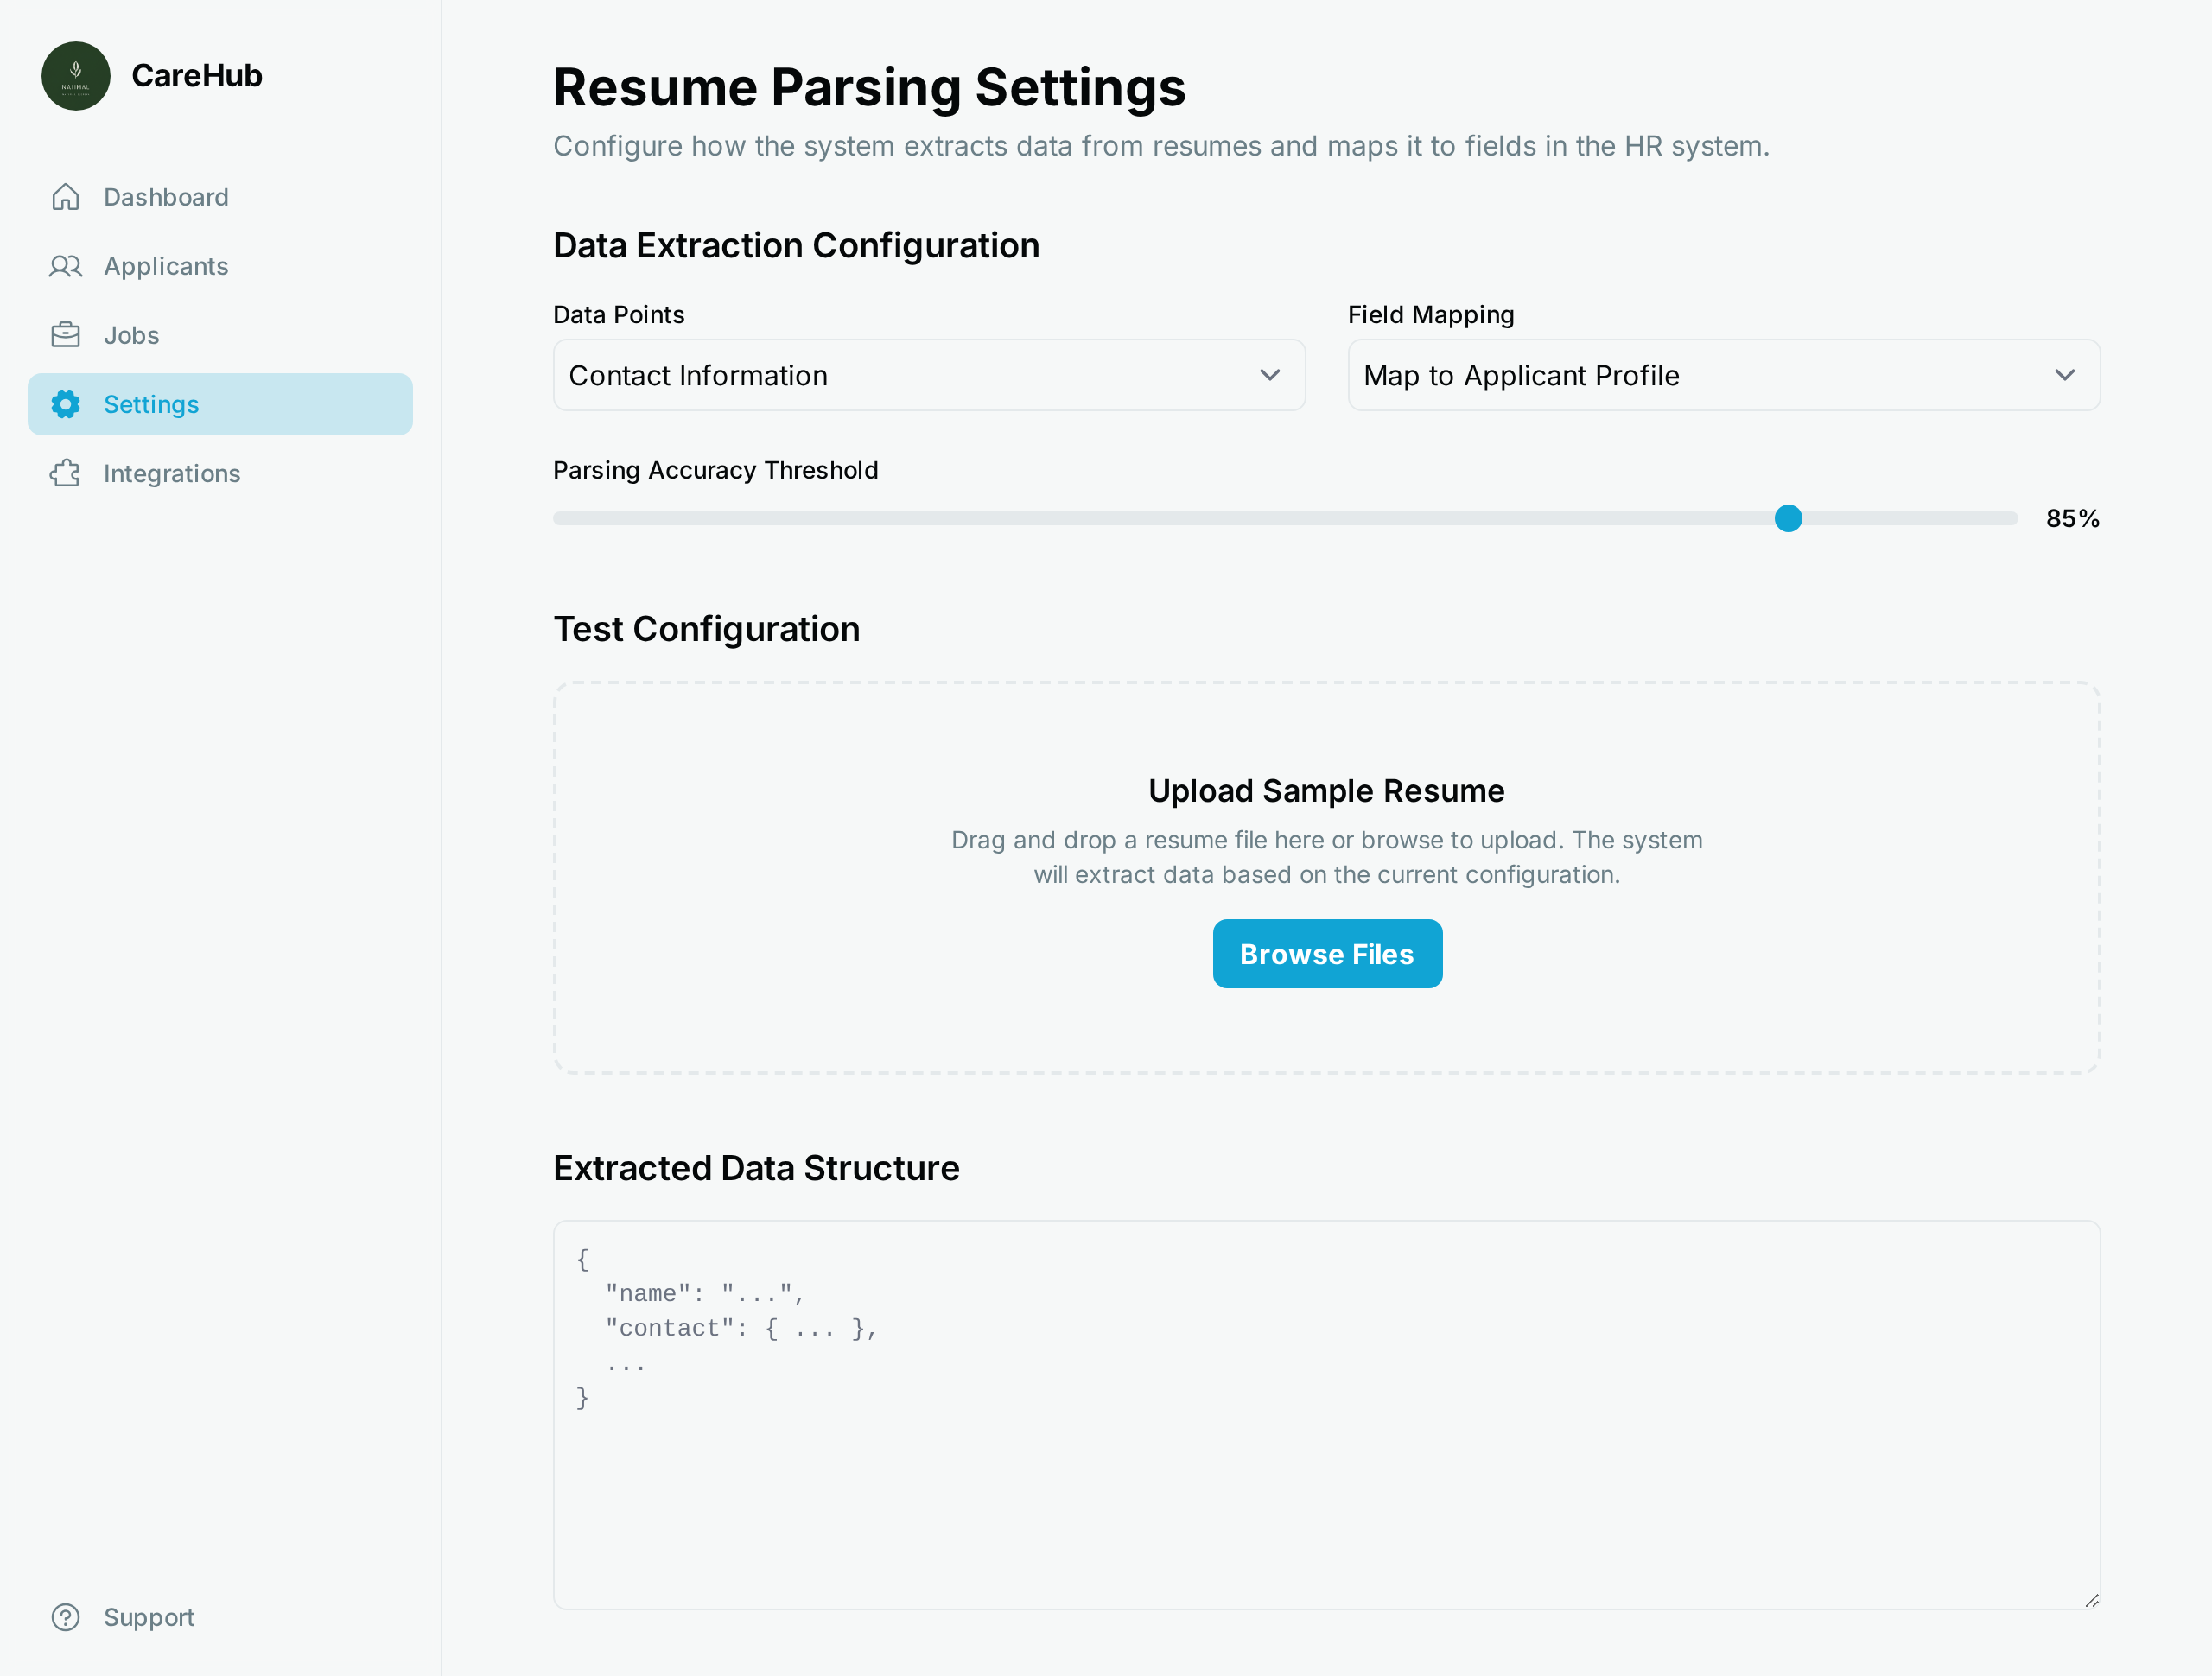 CareHub
Dashboard
Applicants
Jobs
Settings
Integrations
Support
Resume Parsing Settings
Configure how the system extracts data from resumes and maps it to fields in the HR system.
Data Extraction Configuration
Data Points
Contact Information
Field Mapping
Map to Applicant Profile
Parsing Accuracy Threshold
85%
Test Configuration
Upload Sample Resume
Drag and drop a resume file here or browse to upload. The system
will extract data based on the current configuration.
Browse Files
Extracted Data Structure
{
  "name": "...",
  "contact": { ... },
  ...
}